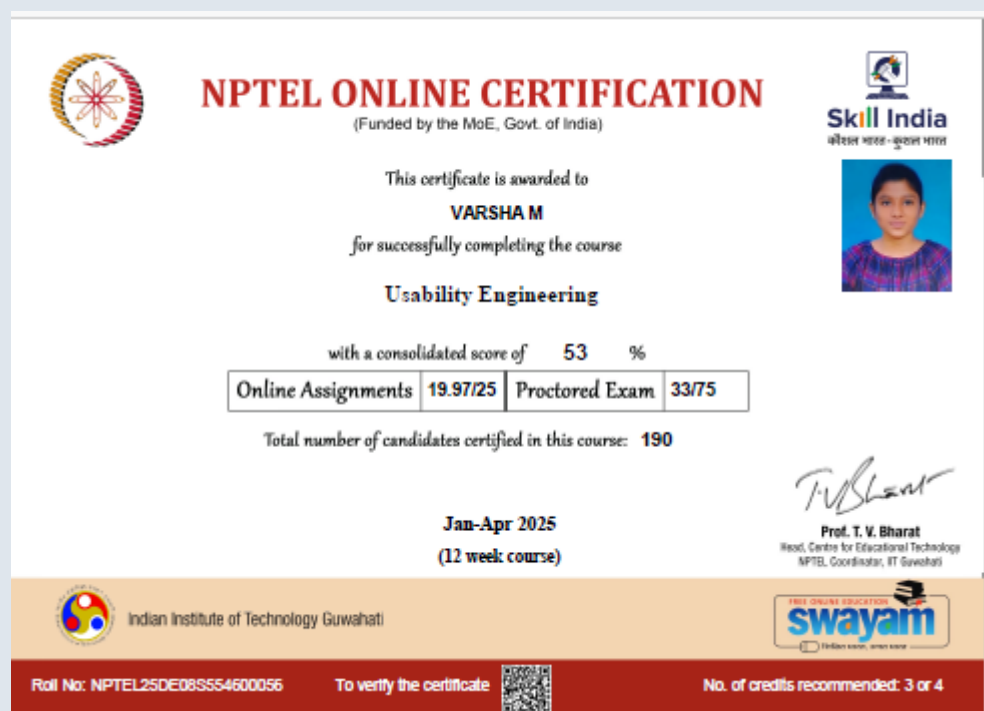 NPTEL ONLINE CERTIFICATION
(Funded by the MoE, Govt. of India)
Skill India
कौशल भारत - कुशल भारत
This certificate is awarded to
VARSHA M
for successfully completing the course
Usability Engineering
with a consolidated score of 53 %
Online Assignments 19.97/25 Proctored Exam 33/75
Total number of candidates certified in this course: 190
Jan-Apr 2025
(12 week course)
Prof. T. V. Bharat
Head, Centre for Educational Technology
NPTEL Coordinator, IIT Guwahati
Indian Institute of Technology Guwahati
FREE ONLINE EDUCATION
swayam
Roll No: NPTEL25DE08S554600056 To verify the certificate No. of credits recommended: 3 or 4